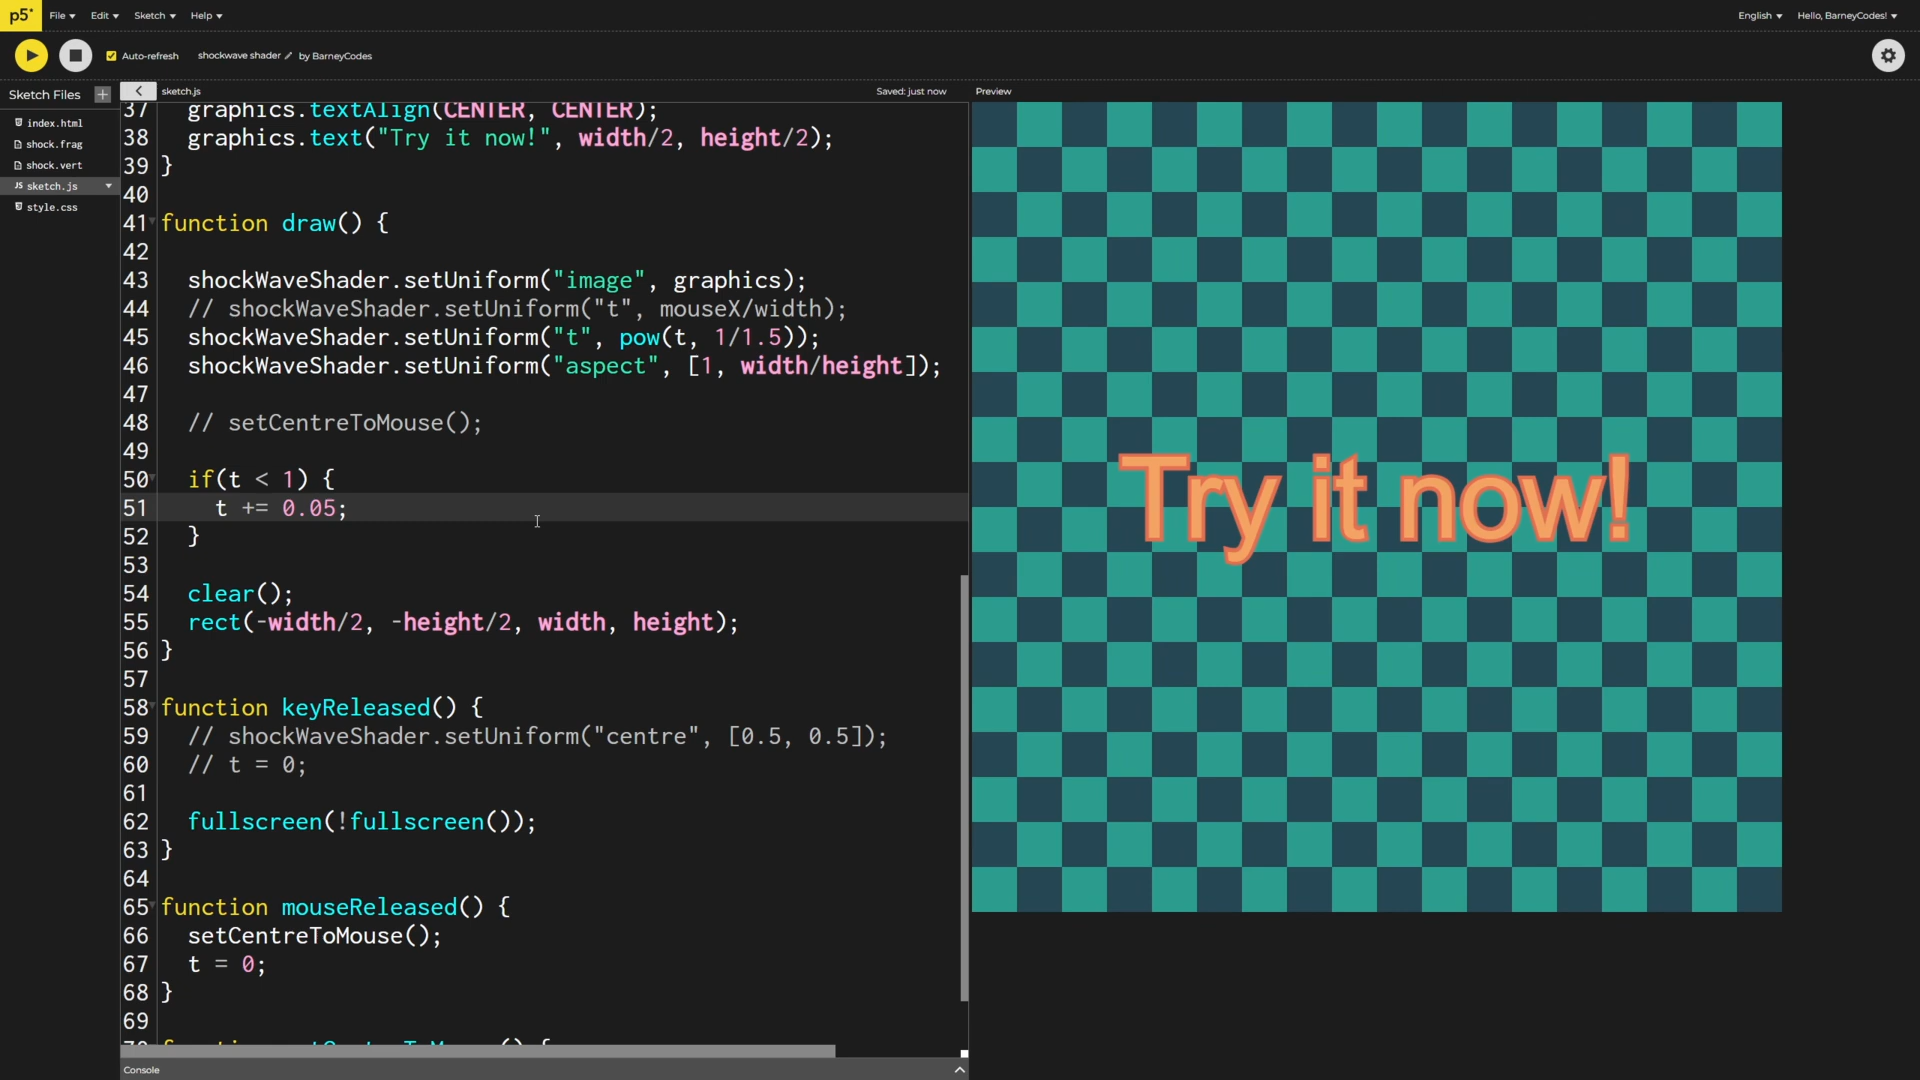 p5* File Edit Sketch Help English Hello, BarneyCodes!
Auto-refresh shockwave shader by BarneyCodes
Sketch Files
index.html
shock.frag
shock.vert
JS sketch.js
style.css
sketch.js Saved: just now Preview
37 graphics.textAlign(CENTER, CENTER);
38 graphics.text("Try it now!", width/2, height/2);
39 }
40
41 function draw() {
42
43 shockWaveShader.setUniform("image", graphics);
44 // shockWaveShader.setUniform("t", mouseX/width);
45 shockWaveShader.setUniform("t", pow(t, 1/1.5));
46 shockWaveShader.setUniform("aspect", [1, width/height]);
47
48 // setCentreToMouse();
49
50 if(t < 1) {
51 t += 0.05;
52 }
53
54 clear();
55 rect(-width/2, -height/2, width, height);
56 }
57
58 function keyReleased() {
59 // shockWaveShader.setUniform("centre", [0.5, 0.5]);
60 // t = 0;
61
62 fullscreen(!fullscreen());
63 }
64
65 function mouseReleased() {
66 setCentreToMouse();
67 t = 0;
68 }
69
Console
Try it now!